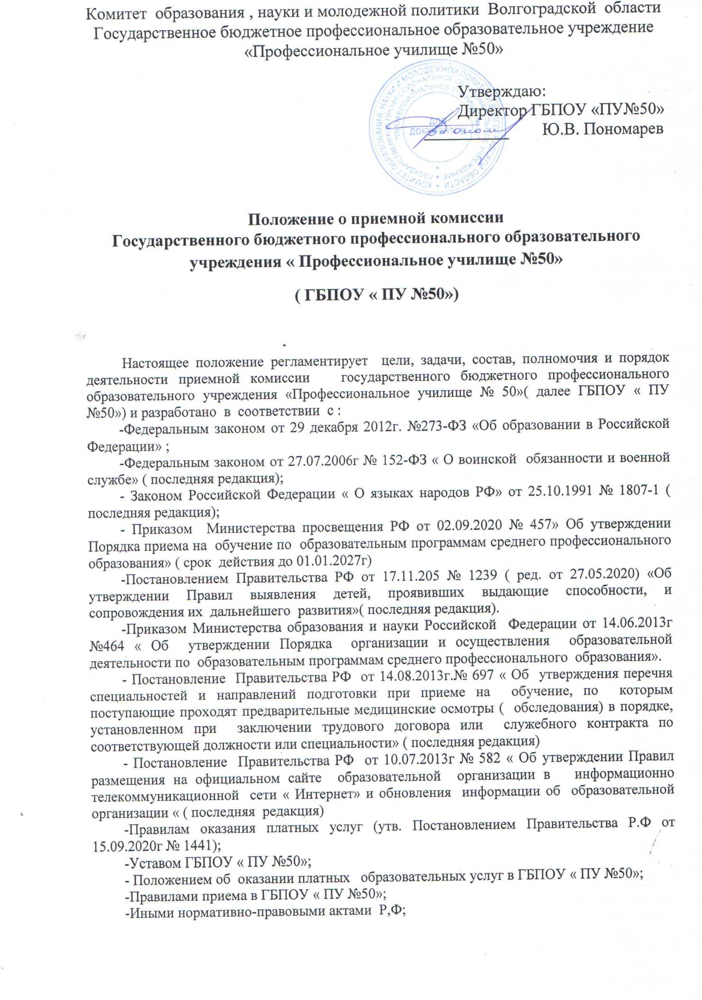 Комитет образования , науки и молодежной политики Волгоградской области
Государственное бюджетное профессиональное образовательное учреждение
«Профессиональное училище №50»
Утверждаю:
Директор ГБПОУ «ПУ№50»
Ю.В. Пономарев
КОМИТЕТ ОБРАЗОВАНИЯ, НАУКИ И МОЛОДЕЖНОЙ ПОЛИТИКИ ВОЛГОГРАДСКОЙ ОБЛАСТИ *
ГОСУДАРСТВЕННОЕ ПРОФЕССИОНАЛЬНОЕ ОБРАЗОВАТЕЛЬНОЕ УЧРЕЖДЕНИЕ *
"ПРОФЕССИОНАЛЬНОЕ УЧИЛИЩЕ
ДЛЯ
ДОКУМЕНТОВ
Положение о приемной комиссии
Государственного бюджетного профессионального образовательного
учреждения « Профессиональное училище №50»
( ГБПОУ « ПУ №50»)
Настоящее положение регламентирует цели, задачи, состав, полномочия и порядок
деятельности приемной комиссии государственного бюджетного профессионального
образовательного учреждения «Профессиональное училище № 50»( далее ГБПОУ « ПУ
№50») и разработано в соответствии с :
-Федеральным законом от 29 декабря 2012г. №273-ФЗ «Об образовании в Российской
Федерации» ;
-Федеральным законом от 27.07.2006г № 152-ФЗ « О воинской обязанности и военной
службе» ( последняя редакция);
- Законом Российской Федерации « О языках народов РФ» от 25.10.1991 № 1807-1 (
последняя редакция);
- Приказом Министерства просвещения РФ от 02.09.2020 № 457» Об утверждении
Порядка приема на обучение по образовательным программам среднего профессионального
образования» ( срок действия до 01.01.2027г)
-Постановлением Правительства РФ от 17.11.205 № 1239 ( ред. от 27.05.2020) «Об
утверждении Правил выявления детей, проявивших выдающие способности, и
сопровождения их дальнейшего развития»( последняя редакция).
-Приказом Министерства образования и науки Российской Федерации от 14.06.2013г
№464 « Об утверждении Порядка организации и осуществления образовательной
деятельности по образовательным программам среднего профессионального образования».
- Постановление Правительства РФ от 14.08.2013г.№ 697 « Об утверждения перечня
специальностей и направлений подготовки при приеме на обучение, по которым
поступающие проходят предварительные медицинские осмотры ( обследования) в порядке,
установленном при заключении трудового договора или служебного контракта по
соответствующей должности или специальности» ( последняя редакция)
- Постановление Правительства РФ от 10.07.2013г № 582 « Об утверждении Правил
размещения на официальном сайте образовательной организации в информационно
телекоммуникационной сети « Интернет» и обновления информации об образовательной
организации « ( последняя редакция)
-Правилам оказания платных услуг (утв. Постановлением Правительства Р.Ф от
15.09.2020г № 1441);
-Уставом ГБПОУ « ПУ №50»;
- Положением об оказании платных образовательных услуг в ГБПОУ « ПУ №50»;
-Правилами приема в ГБПОУ « ПУ №50»;
-Иными нормативно-правовыми актами Р,Ф;